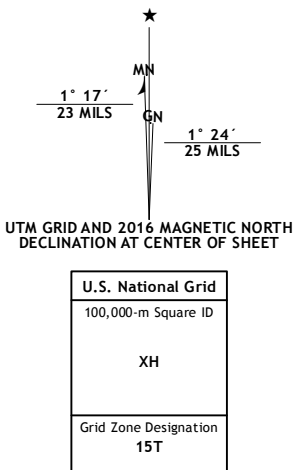 ★
MN
1° 17´
23 MILS
GN
1° 24´
25 MILS
UTM GRID AND 2016 MAGNETIC NORTH
DECLINATION AT CENTER OF SHEET
U.S. National Grid
100,000-m Square ID
XH
Grid Zone Designation
15T